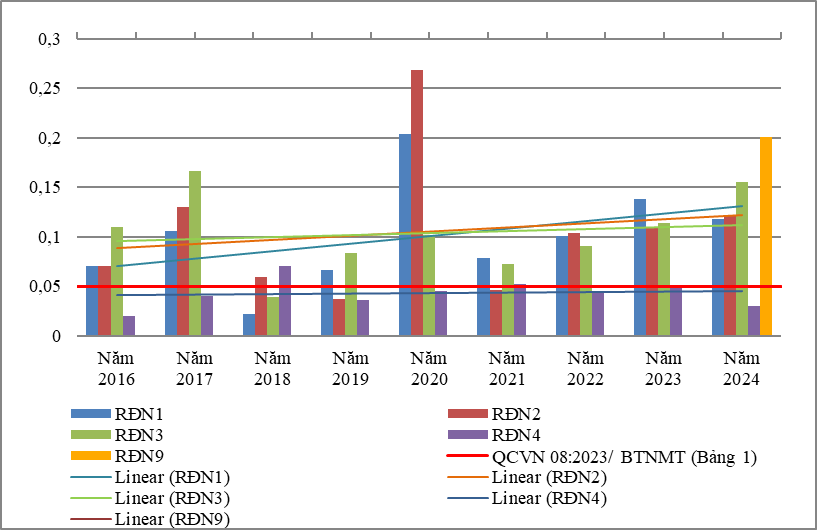 0,3
0,25
0,2
0,15
0,1
0,05
0
Năm 2016
Năm 2017
Năm 2018
Năm 2019
Năm 2020
Năm 2021
Năm 2022
Năm 2023
Năm 2024
RĐN1
RĐN2
RĐN3
RĐN4
RĐN9
QCVN 08:2023/ BTNMT (Bảng 1)
Linear (RĐN1)
Linear (RĐN2)
Linear (RĐN3)
Linear (RĐN4)
Linear (RĐN9)